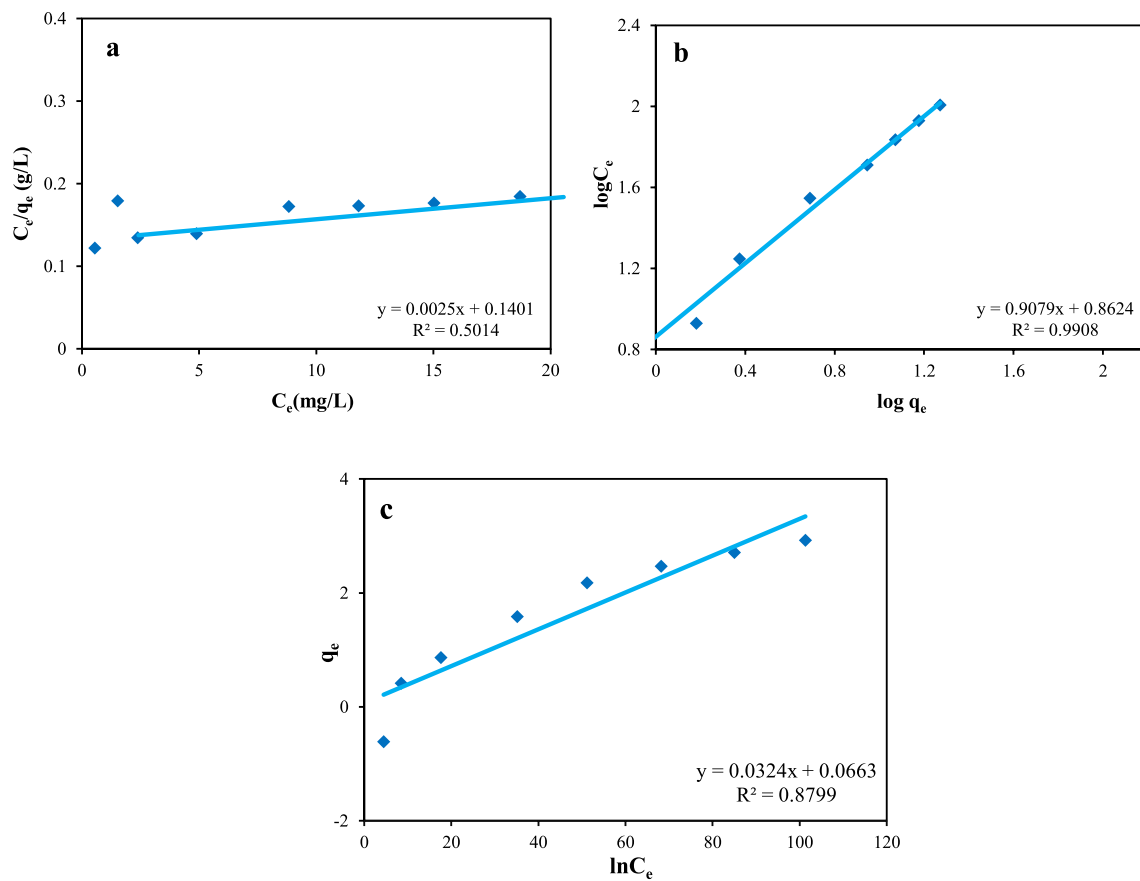 a
0.4
0.3
0.2
0.1
0
0 5 10 15 20
Cₑ/qₑ (g/L)
Cₑ(mg/L)
y = 0.0025x + 0.1401
R² = 0.5014
b
2.4
2
1.6
1.2
0.8
0 0.4 0.8 1.2 1.6 2
logCₑ
log qₑ
y = 0.9079x + 0.8624
R² = 0.9908
c
4
2
0
-2
0 20 40 60 80 100 120
qₑ
lnCₑ
y = 0.0324x + 0.0663
R² = 0.8799